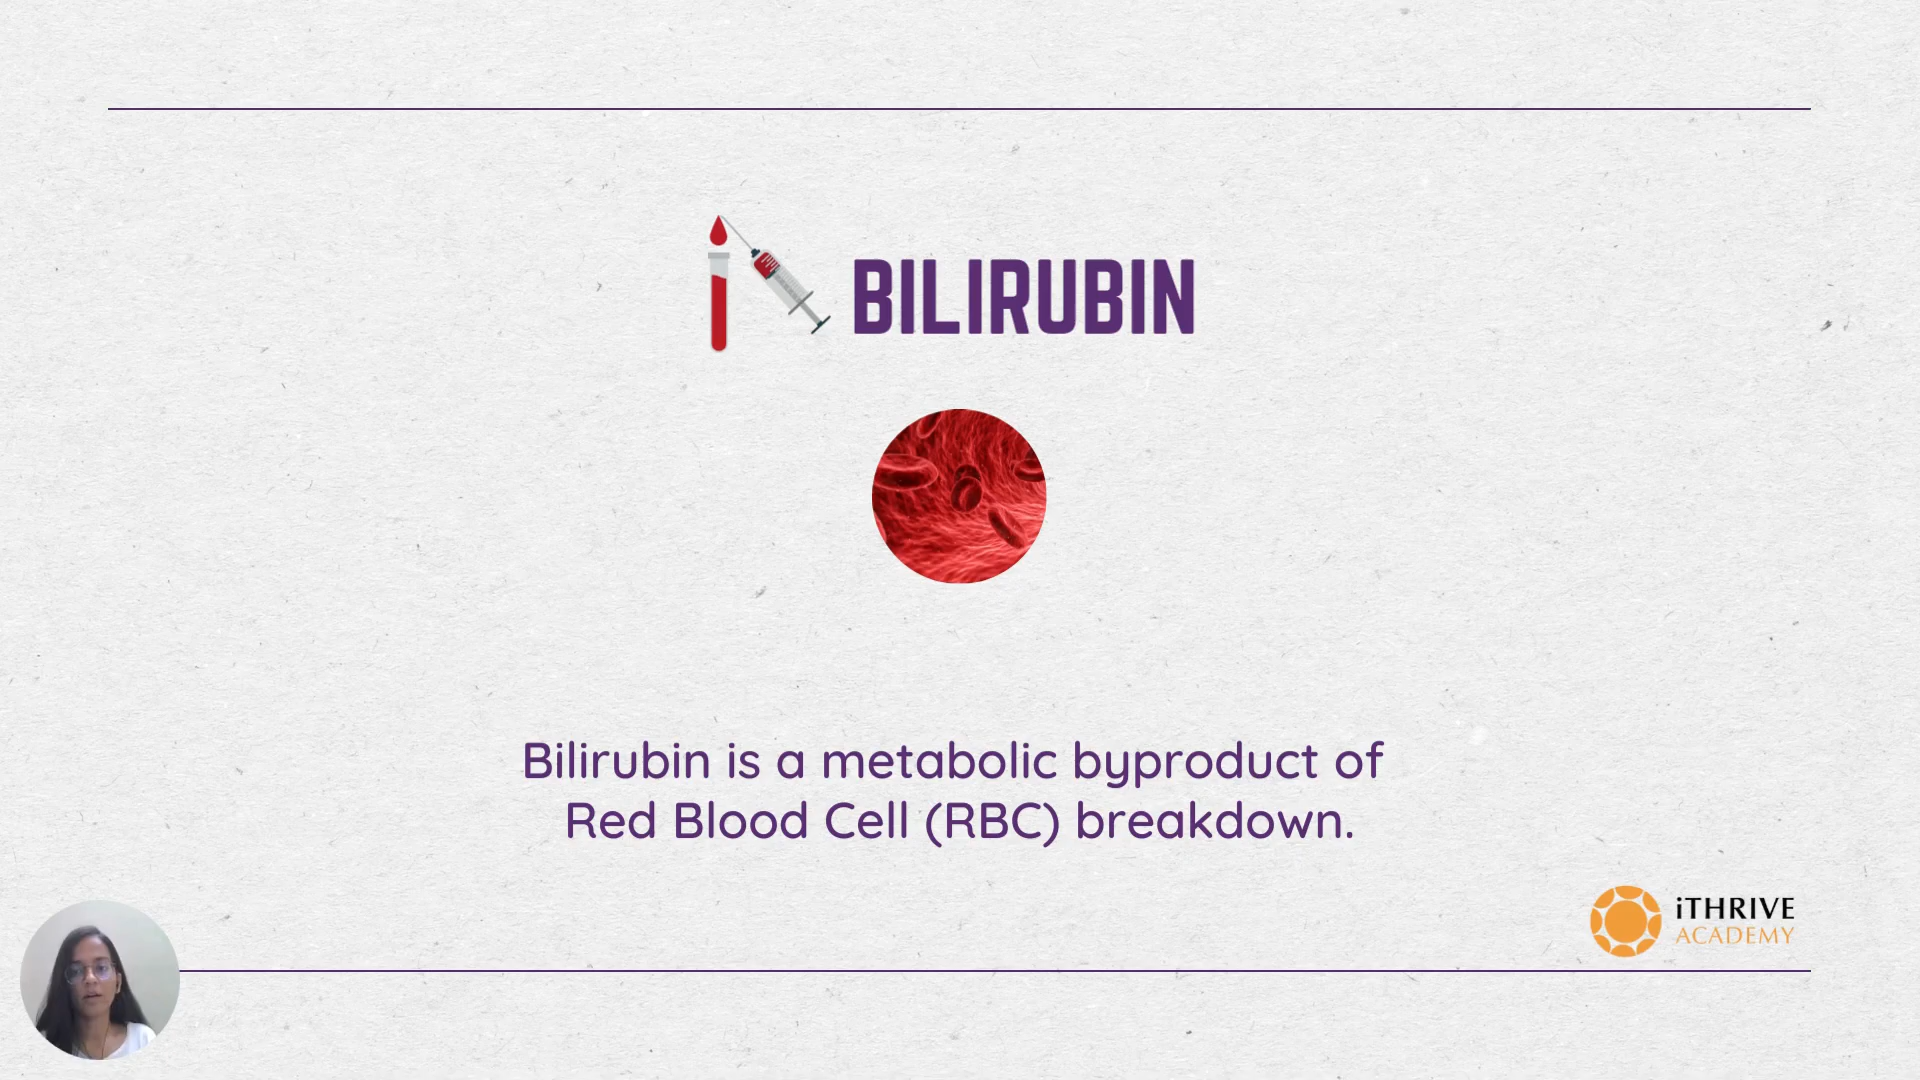 BILIRUBIN
Bilirubin is a metabolic byproduct of
Red Blood Cell (RBC) breakdown.
iTHRIVE
ACADEMY